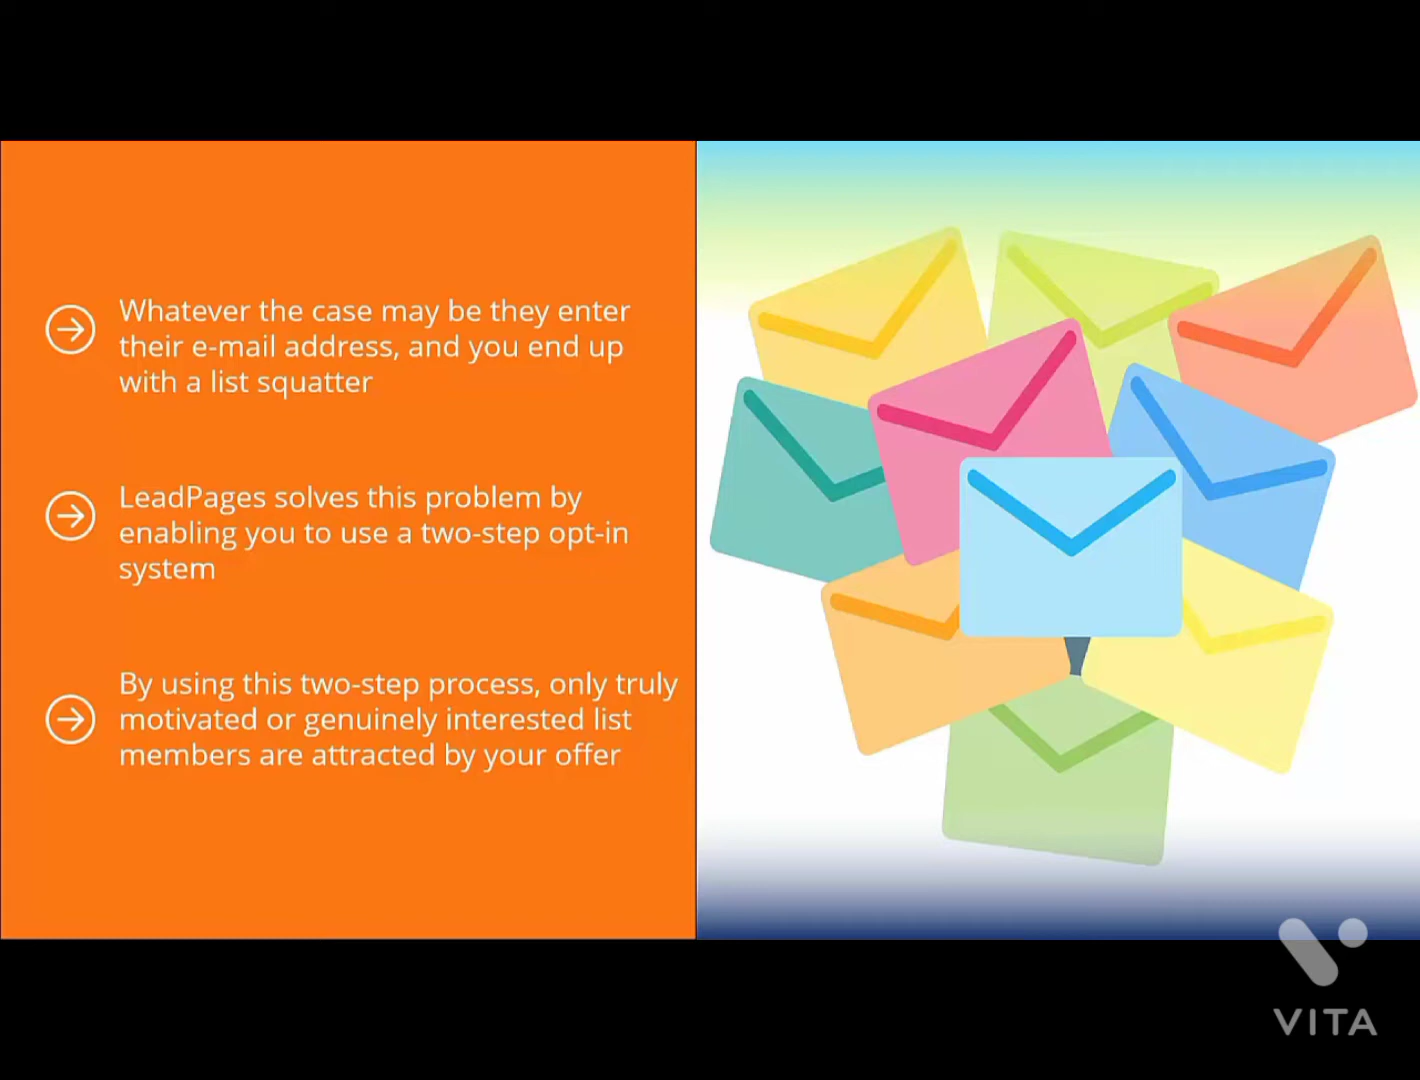 Whatever the case may be they enter
their e-mail address, and you end up
with a list squatter
LeadPages solves this problem by
enabling you to use a two-step opt-in
system
By using this two-step process, only truly
motivated or genuinely interested list
members are attracted by your offer
VITA